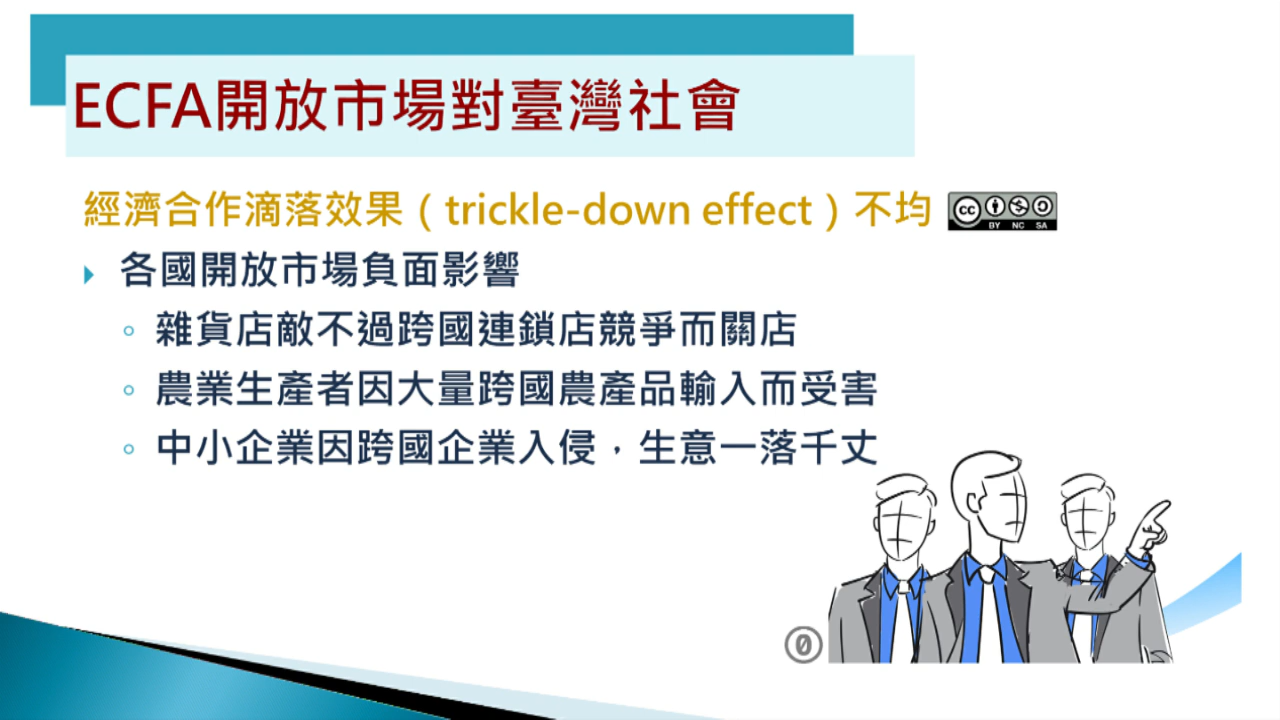 ECFA開放市場對臺灣社會
經濟合作滴落效果（trickle-down effect）不均
cc BY NC SA
各國開放市場負面影響
雜貨店敵不過跨國連鎖店競爭而關店
農業生產者因大量跨國農產品輸入而受害
中小企業因跨國企業入侵，生意一落千丈
0